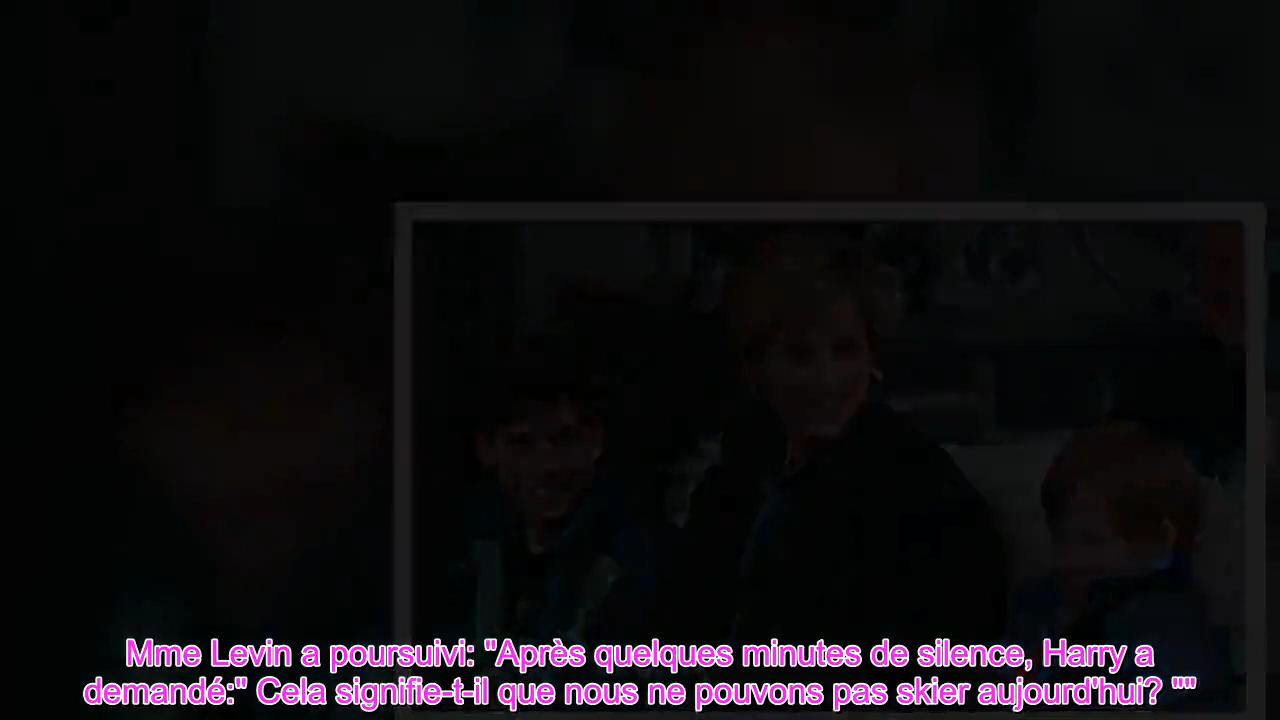 Mme Levin a poursuivi: "Après quelques minutes de silence, Harry a
demandé:" Cela signifie-t-il que nous ne pouvons pas skier aujourd'hui? ""